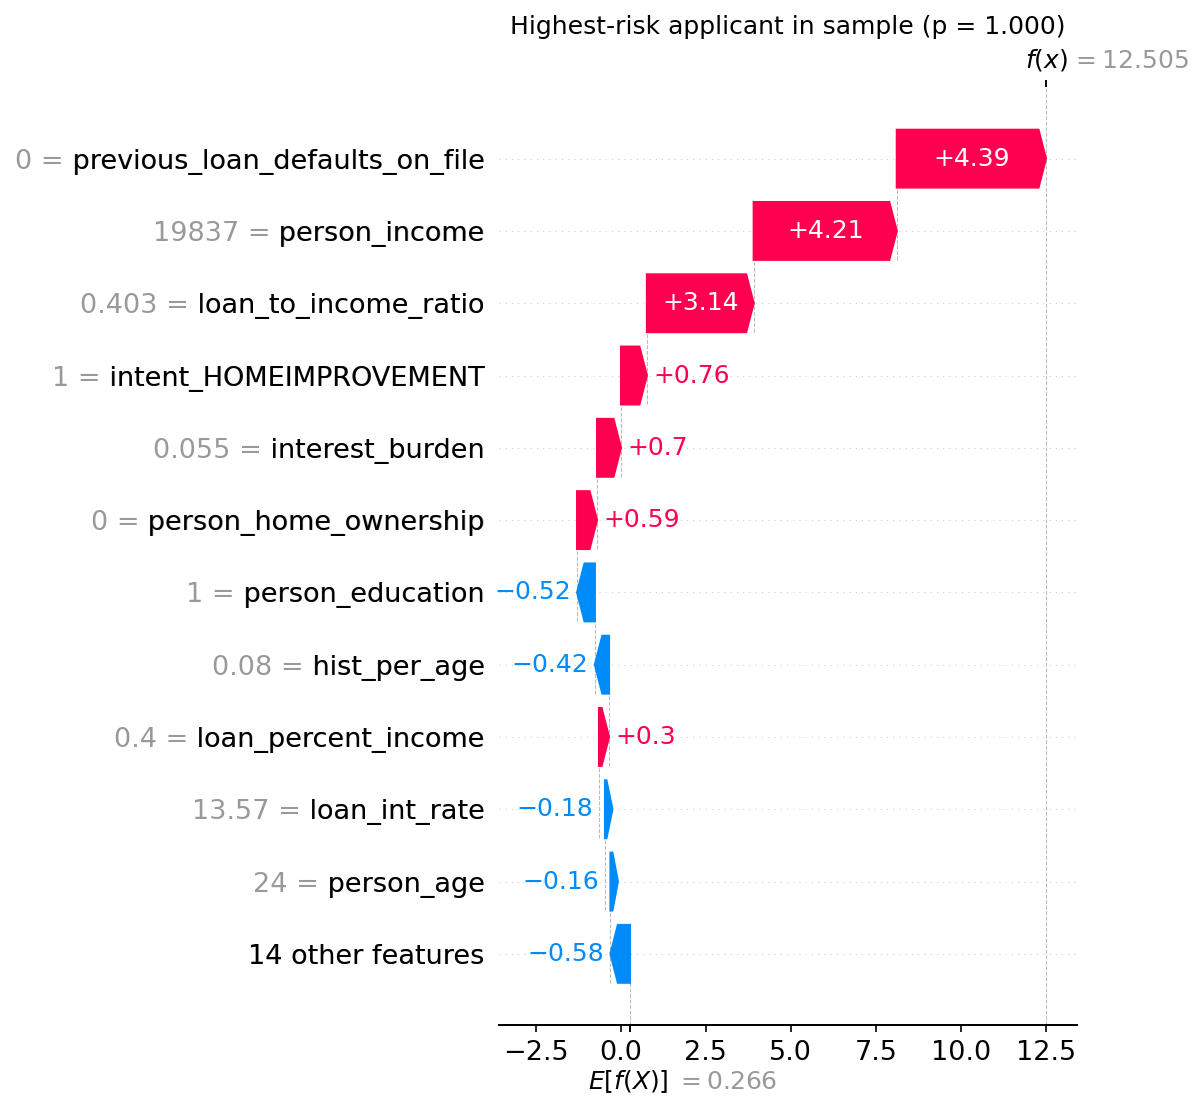 Highest-risk applicant in sample (p = 1.000)
f(x) = 12.505
0 = previous_loan_defaults_on_file +4.39
19837 = person_income +4.21
0.403 = loan_to_income_ratio +3.14
1 = intent_HOMEIMPROVEMENT +0.76
0.055 = interest_burden +0.7
0 = person_home_ownership +0.59
1 = person_education −0.52
0.08 = hist_per_age −0.42
0.4 = loan_percent_income +0.3
13.57 = loan_int_rate −0.18
24 = person_age −0.16
14 other features −0.58
−2.5 0.0 2.5 5.0 7.5 10.0 12.5
E[f(X)] = 0.266